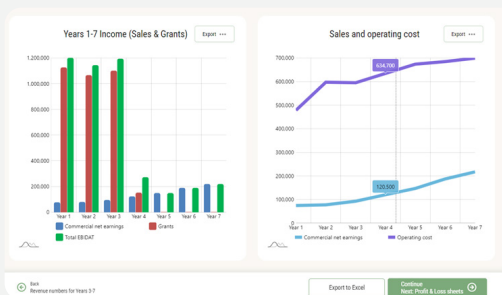 Years 1-7 Income (Sales & Grants)
Export ···
1,200.000
1,000.000
800.000
600.000
400.000
200.000
0
Year 1 Year 2 Year 3 Year 4 Year 5 Year 6 Year 7
Commercial net earnings
Grants
Total EBIDAT
Sales and operating cost
Export ···
700.000
600.000
500.000
400.000
300.000
200.000
100.000
0
634,700
120,500
Year 1 Year 2 Year 3 Year 4 Year 5 Year 6 Year 7
Commercial net earnings
Operating cost
Back
Revenue numbers for Years 3-7
Export to Excel
Continue
Next: Profit & Loss sheets